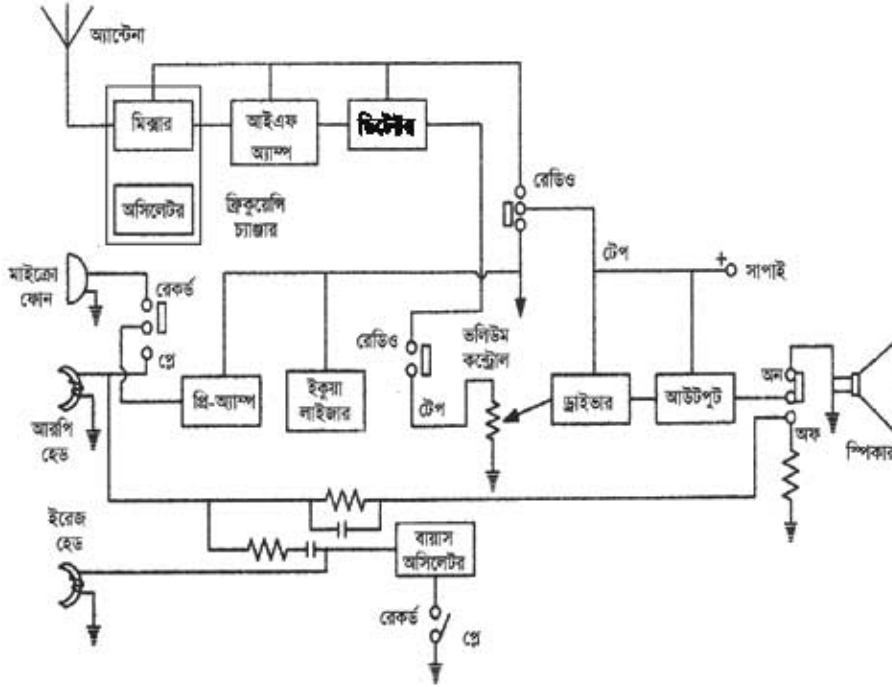 অ্যান্টেনা
মিক্সার
আইএফ
অ্যাম্প
ডিটেক্টর
অসিলেটর
ফ্রিকুয়েন্সি
চ্যাঞ্জার
রেডিও
টেপ
+
সাপাই
মাইক্রো
ফোন
রেকর্ড
প্লে
রেডিও
টেপ
ভলিউম
কন্ট্রোল
প্রি-অ্যাম্প
ইকুয়া
লাইজার
ড্রাইভার
আউটপুট
অন
অফ
স্পিকার
আরপি
হেড
ইরেজ
হেড
বায়াস
অসিলেটর
রেকর্ড
প্লে